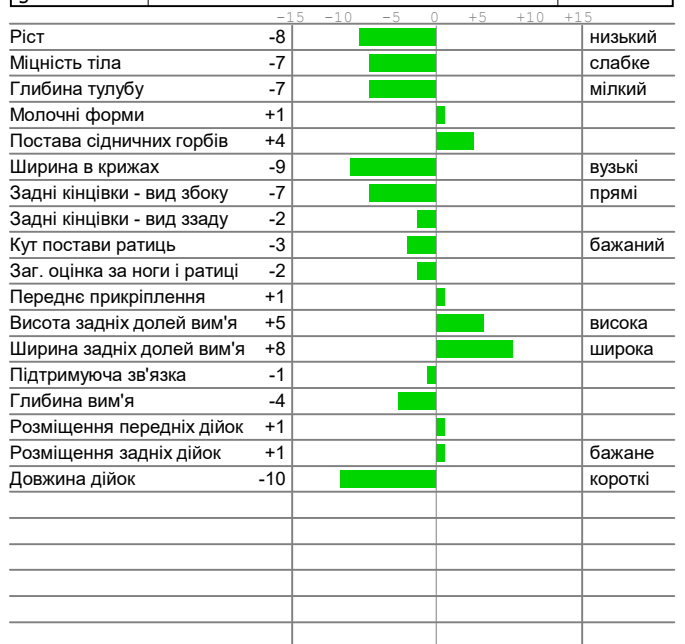 -15 -10 -5 0 +5 +10 +15
Ріст -8 низький
Міцність тіла -7 слабке
Глибина тулубу -7 мілкий
Молочні форми +1
Постава сідничних горбів +4
Ширина в крижах -9 вузькі
Задні кінцівки - вид збоку -7 прямі
Задні кінцівки - вид ззаду -2
Кут постави ратиць -3 бажаний
Заг. оцінка за ноги і ратиці -2
Переднє прикріплення +1
Висота задніх долей вим'я +5 висока
Ширина задніх долей вим'я +8 широка
Підтримуюча зв'язка -1
Глибина вим'я -4
Розміщення передніх дійок +1
Розміщення задніх дійок +1 бажане
Довжина дійок -10 короткі